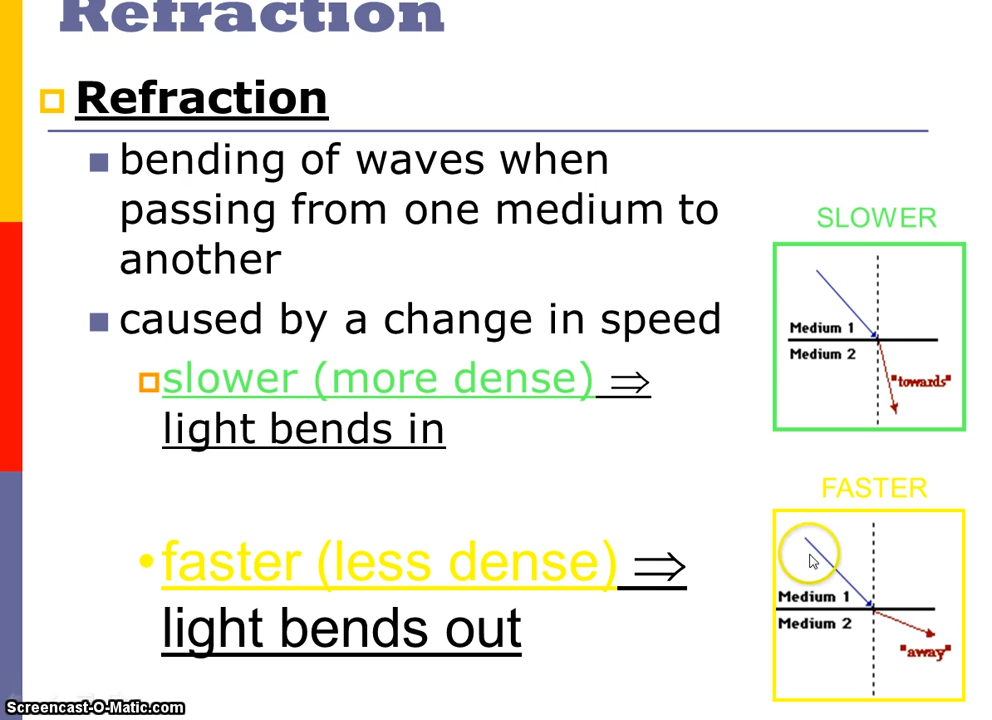 Refraction
Refraction
bending of waves when
passing from one medium to
another
caused by a change in speed
slower (more dense) ⇒
light bends in
•faster (less dense) ⇒
light bends out
SLOWER
Medium 1
Medium 2
"towards"
FASTER
Medium 1
Medium 2
"away"
Screencast-O-Matic.com